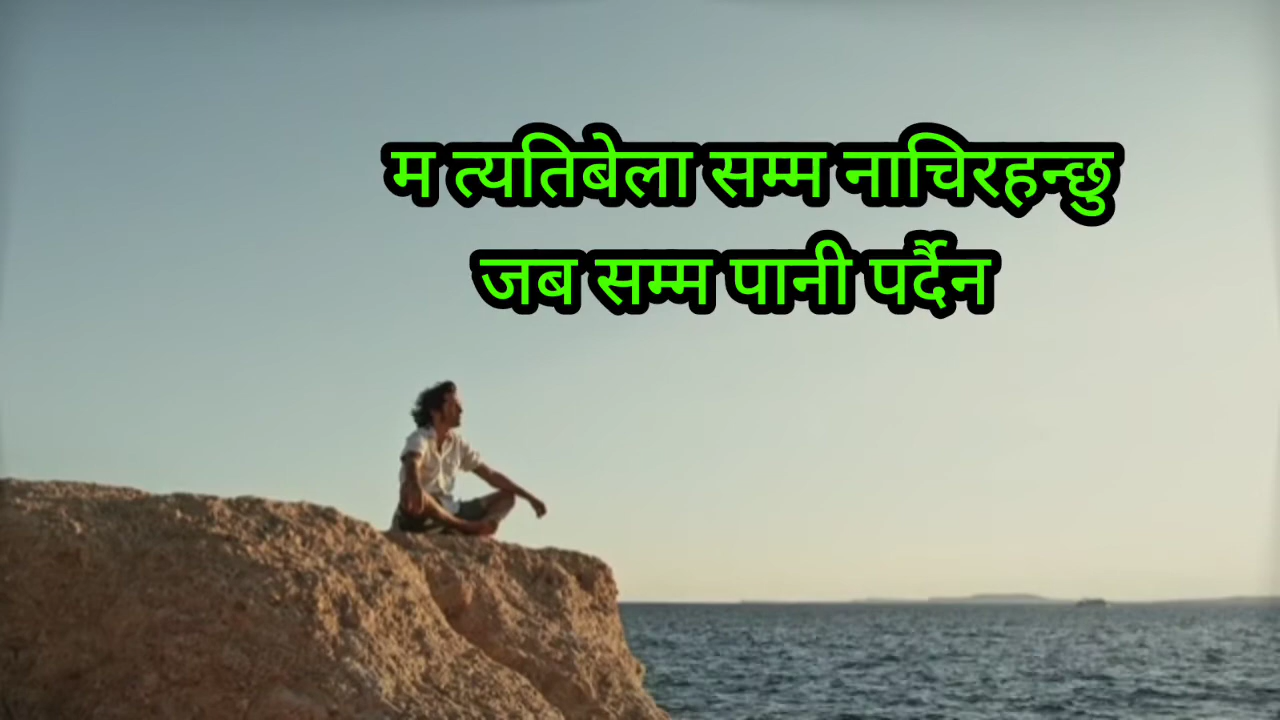 म त्यतिबेला सम्म नाचिरहन्छु
जब सम्म पानी पर्दैन